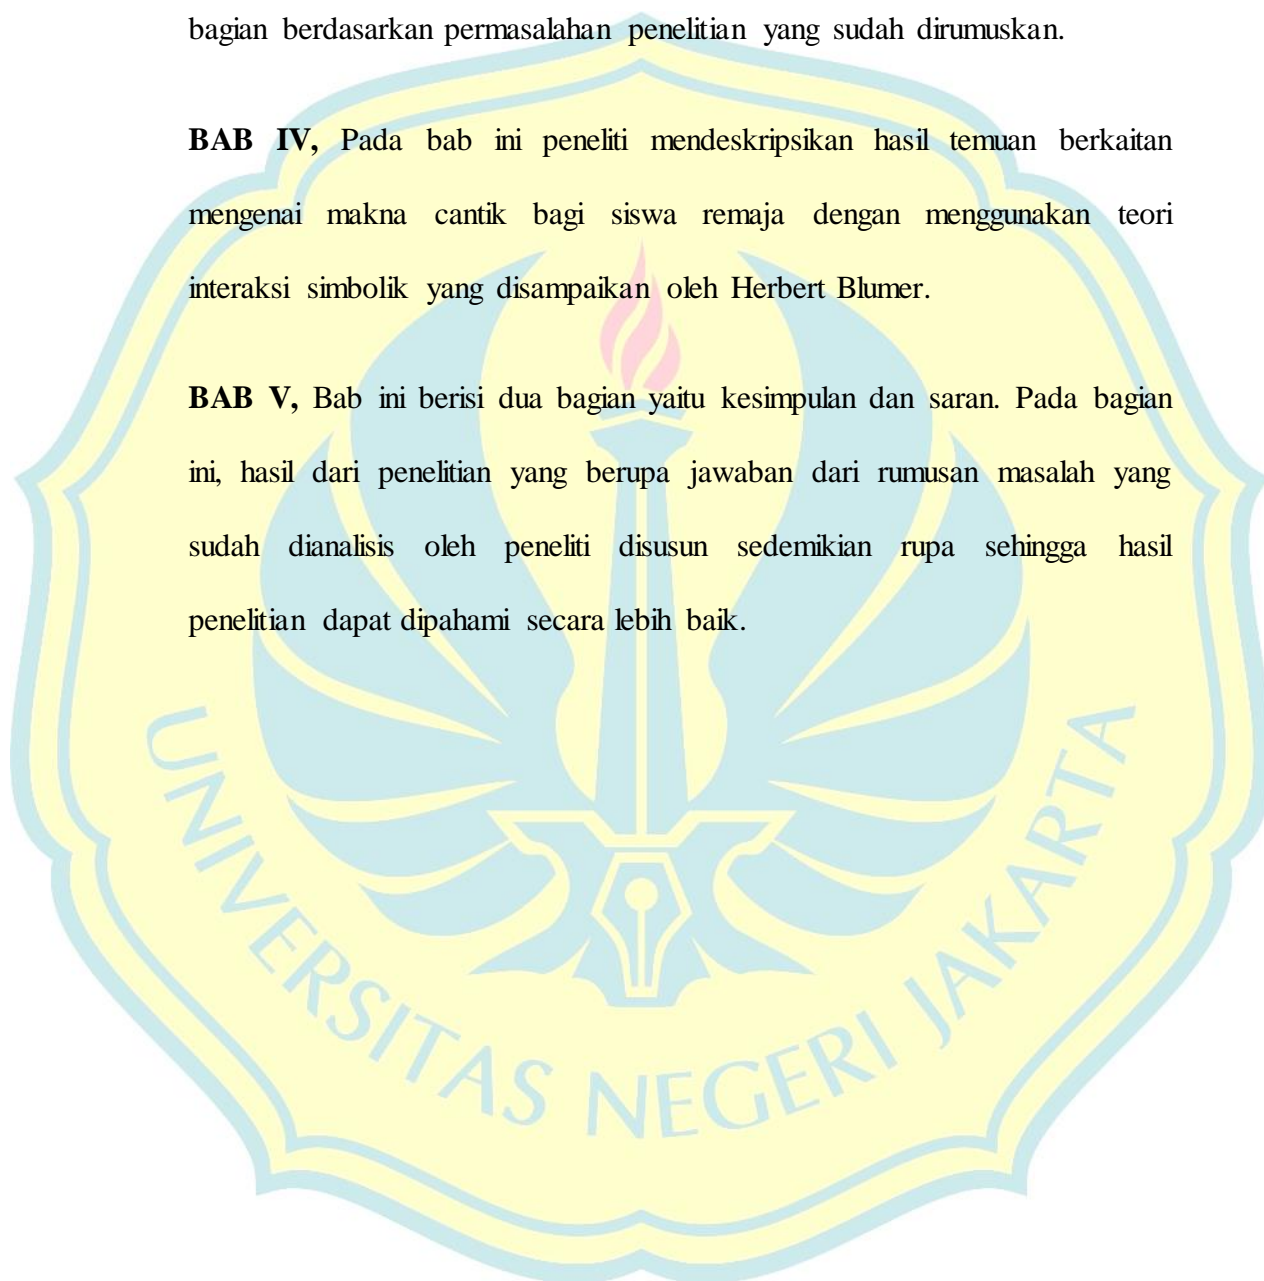 bagian berdasarkan permasalahan penelitian yang sudah dirumuskan.
BAB IV, Pada bab ini peneliti mendeskripsikan hasil temuan berkaitan
mengenai makna cantik bagi siswa remaja dengan menggunakan teori
interaksi simbolik yang disampaikan oleh Herbert Blumer.
BAB V, Bab ini berisi dua bagian yaitu kesimpulan dan saran. Pada bagian
ini, hasil dari penelitian yang berupa jawaban dari rumusan masalah yang
sudah dianalisis oleh peneliti disusun sedemikian rupa sehingga hasil
penelitian dapat dipahami secara lebih baik.
UNIVERSITAS NEGERI JAKARTA